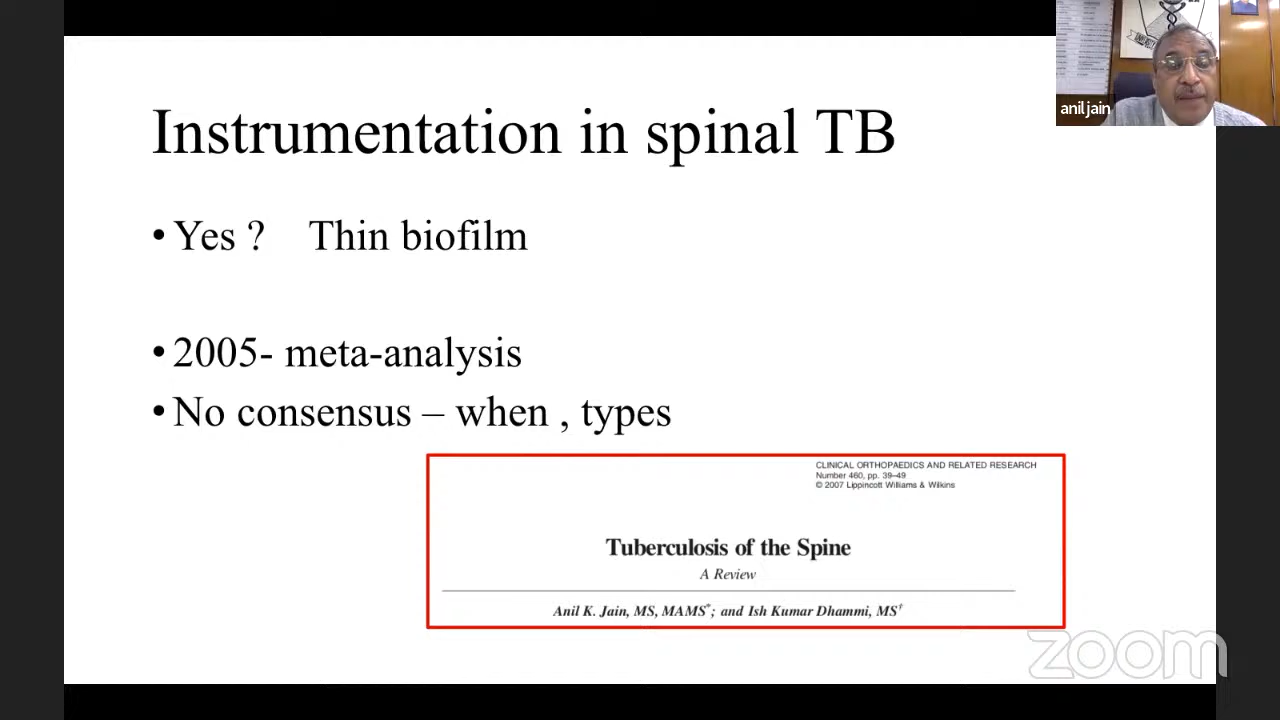 anil jain
Instrumentation in spinal TB
• Yes ? Thin biofilm
• 2005- meta-analysis
• No consensus – when , types
CLINICAL ORTHOPAEDICS AND RELATED RESEARCH
Number 460, pp. 39–49
© 2007 Lippincott Williams & Wilkins
Tuberculosis of the Spine
A Review
Anil K. Jain, MS, MAMS*; and Ish Kumar Dhammi, MS†
zoom